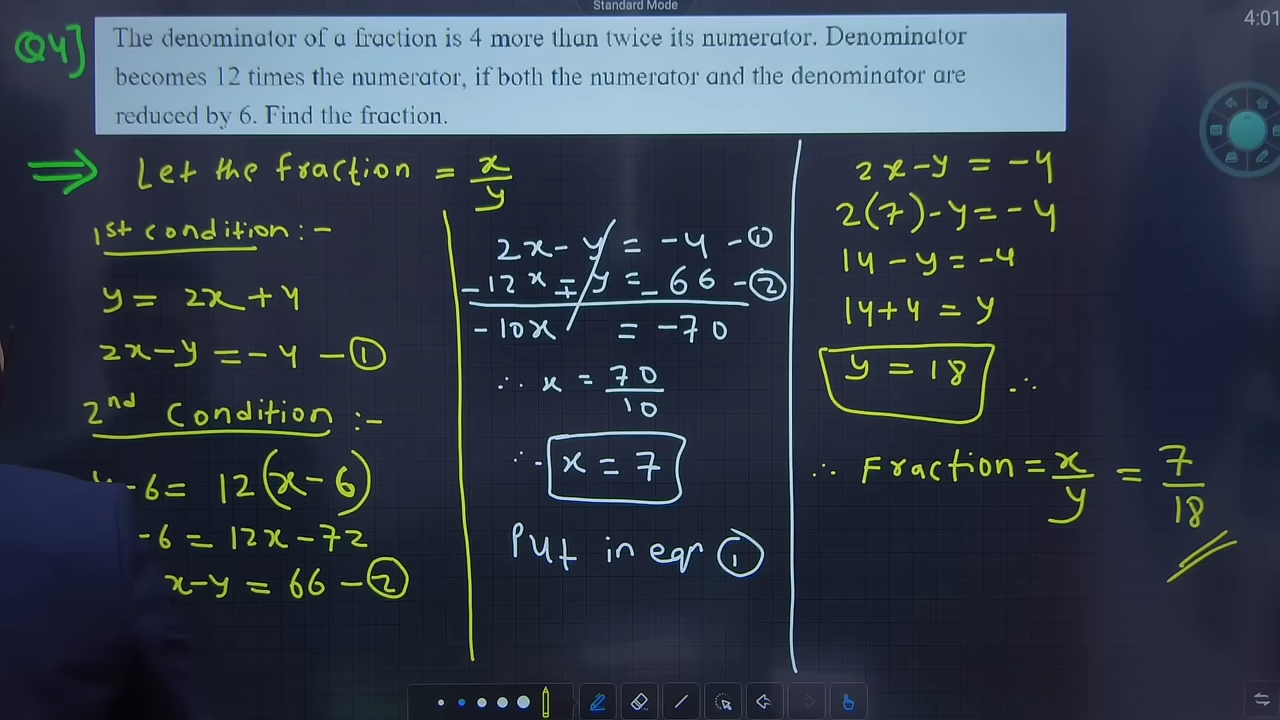 Standard Mode
4:01
Q4]
The denominator of a fraction is 4 more than twice its numerator. Denominator
becomes 12 times the numerator, if both the numerator and the denominator are
reduced by 6. Find the fraction.
⇒ Let the fraction = x/y
1st condition :-
y = 2x + 4
2x - y = -4 - ①
2nd Condition :-
-6 = 12(x - 6)
-6 = 12x - 72
x - y = 66 - ②
2x - y = -4 - ①
-12x ∓ y = -66 - ②
-10x = -70
∴ x = 70/10
∴ x = 7
Put in eqn ①
2x - y = -4
2(7) - y = -4
14 - y = -4
14 + 4 = y
y = 18 ∴
∴ Fraction = x/y = 7/18